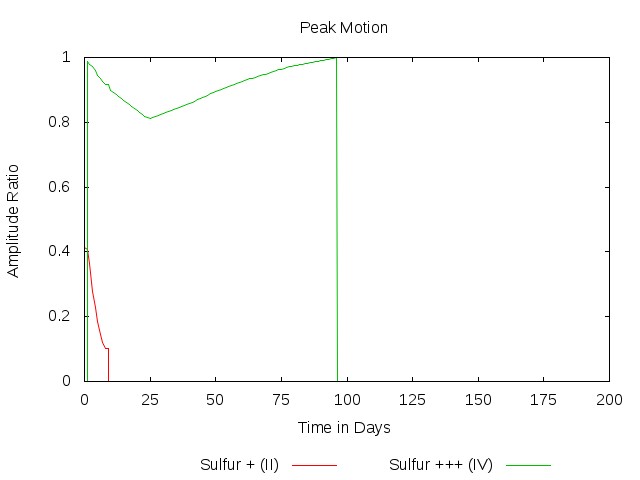 Peak Motion
1
0.8
0.6
0.4
0.2
0
Amplitude Ratio
0 25 50 75 100 125 150 175 200
Time in Days
Sulfur + (II) Sulfur +++ (IV)